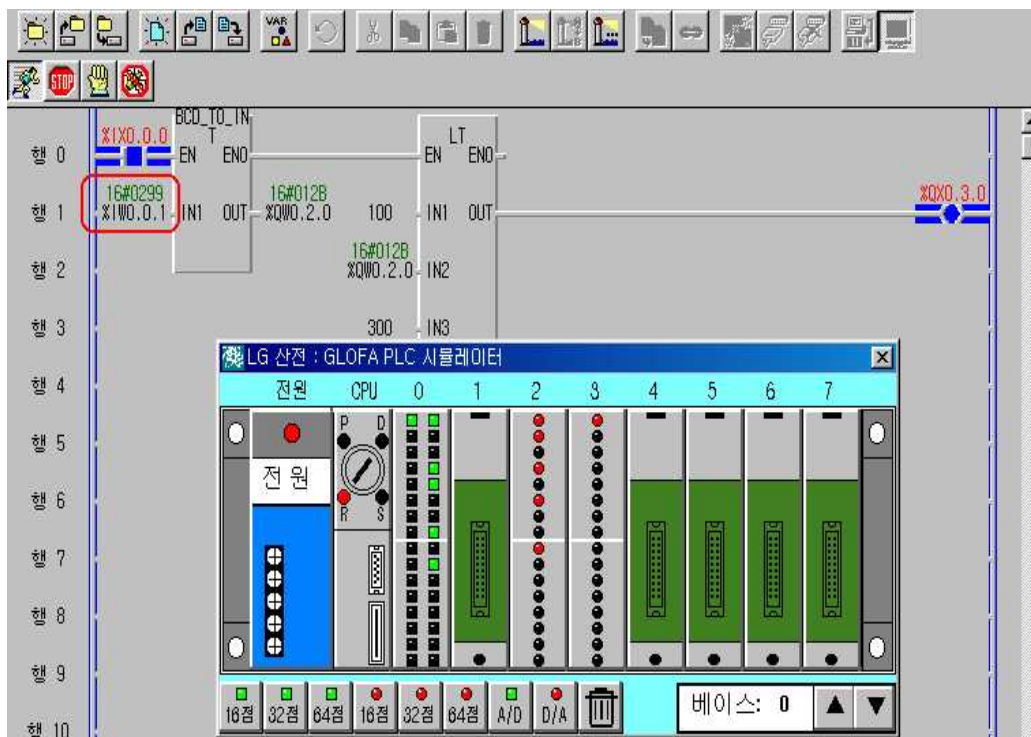 VAR
B
STOP
BCD_TO_IN
T
LT
%IX0.0.0
행 0
EN ENO
EN ENO
16#0299
16#012B
%QX0.3.0
행 1
%IW0.0.1
IN1 OUT
%QW0.2.0
100
IN1 OUT
16#012B
행 2
%QW0.2.0
IN2
행 3
300
IN3
LG 산전 : GLOFA PLC 시뮬레이터
행 4
전원 CPU 0 1 2 3 4 5 6 7
P D
행 5
전 원
행 6
R S
행 7
행 8
행 9
16점 32점 64점 16점 32점 64점 A/D D/A
베이스: 0
행 10